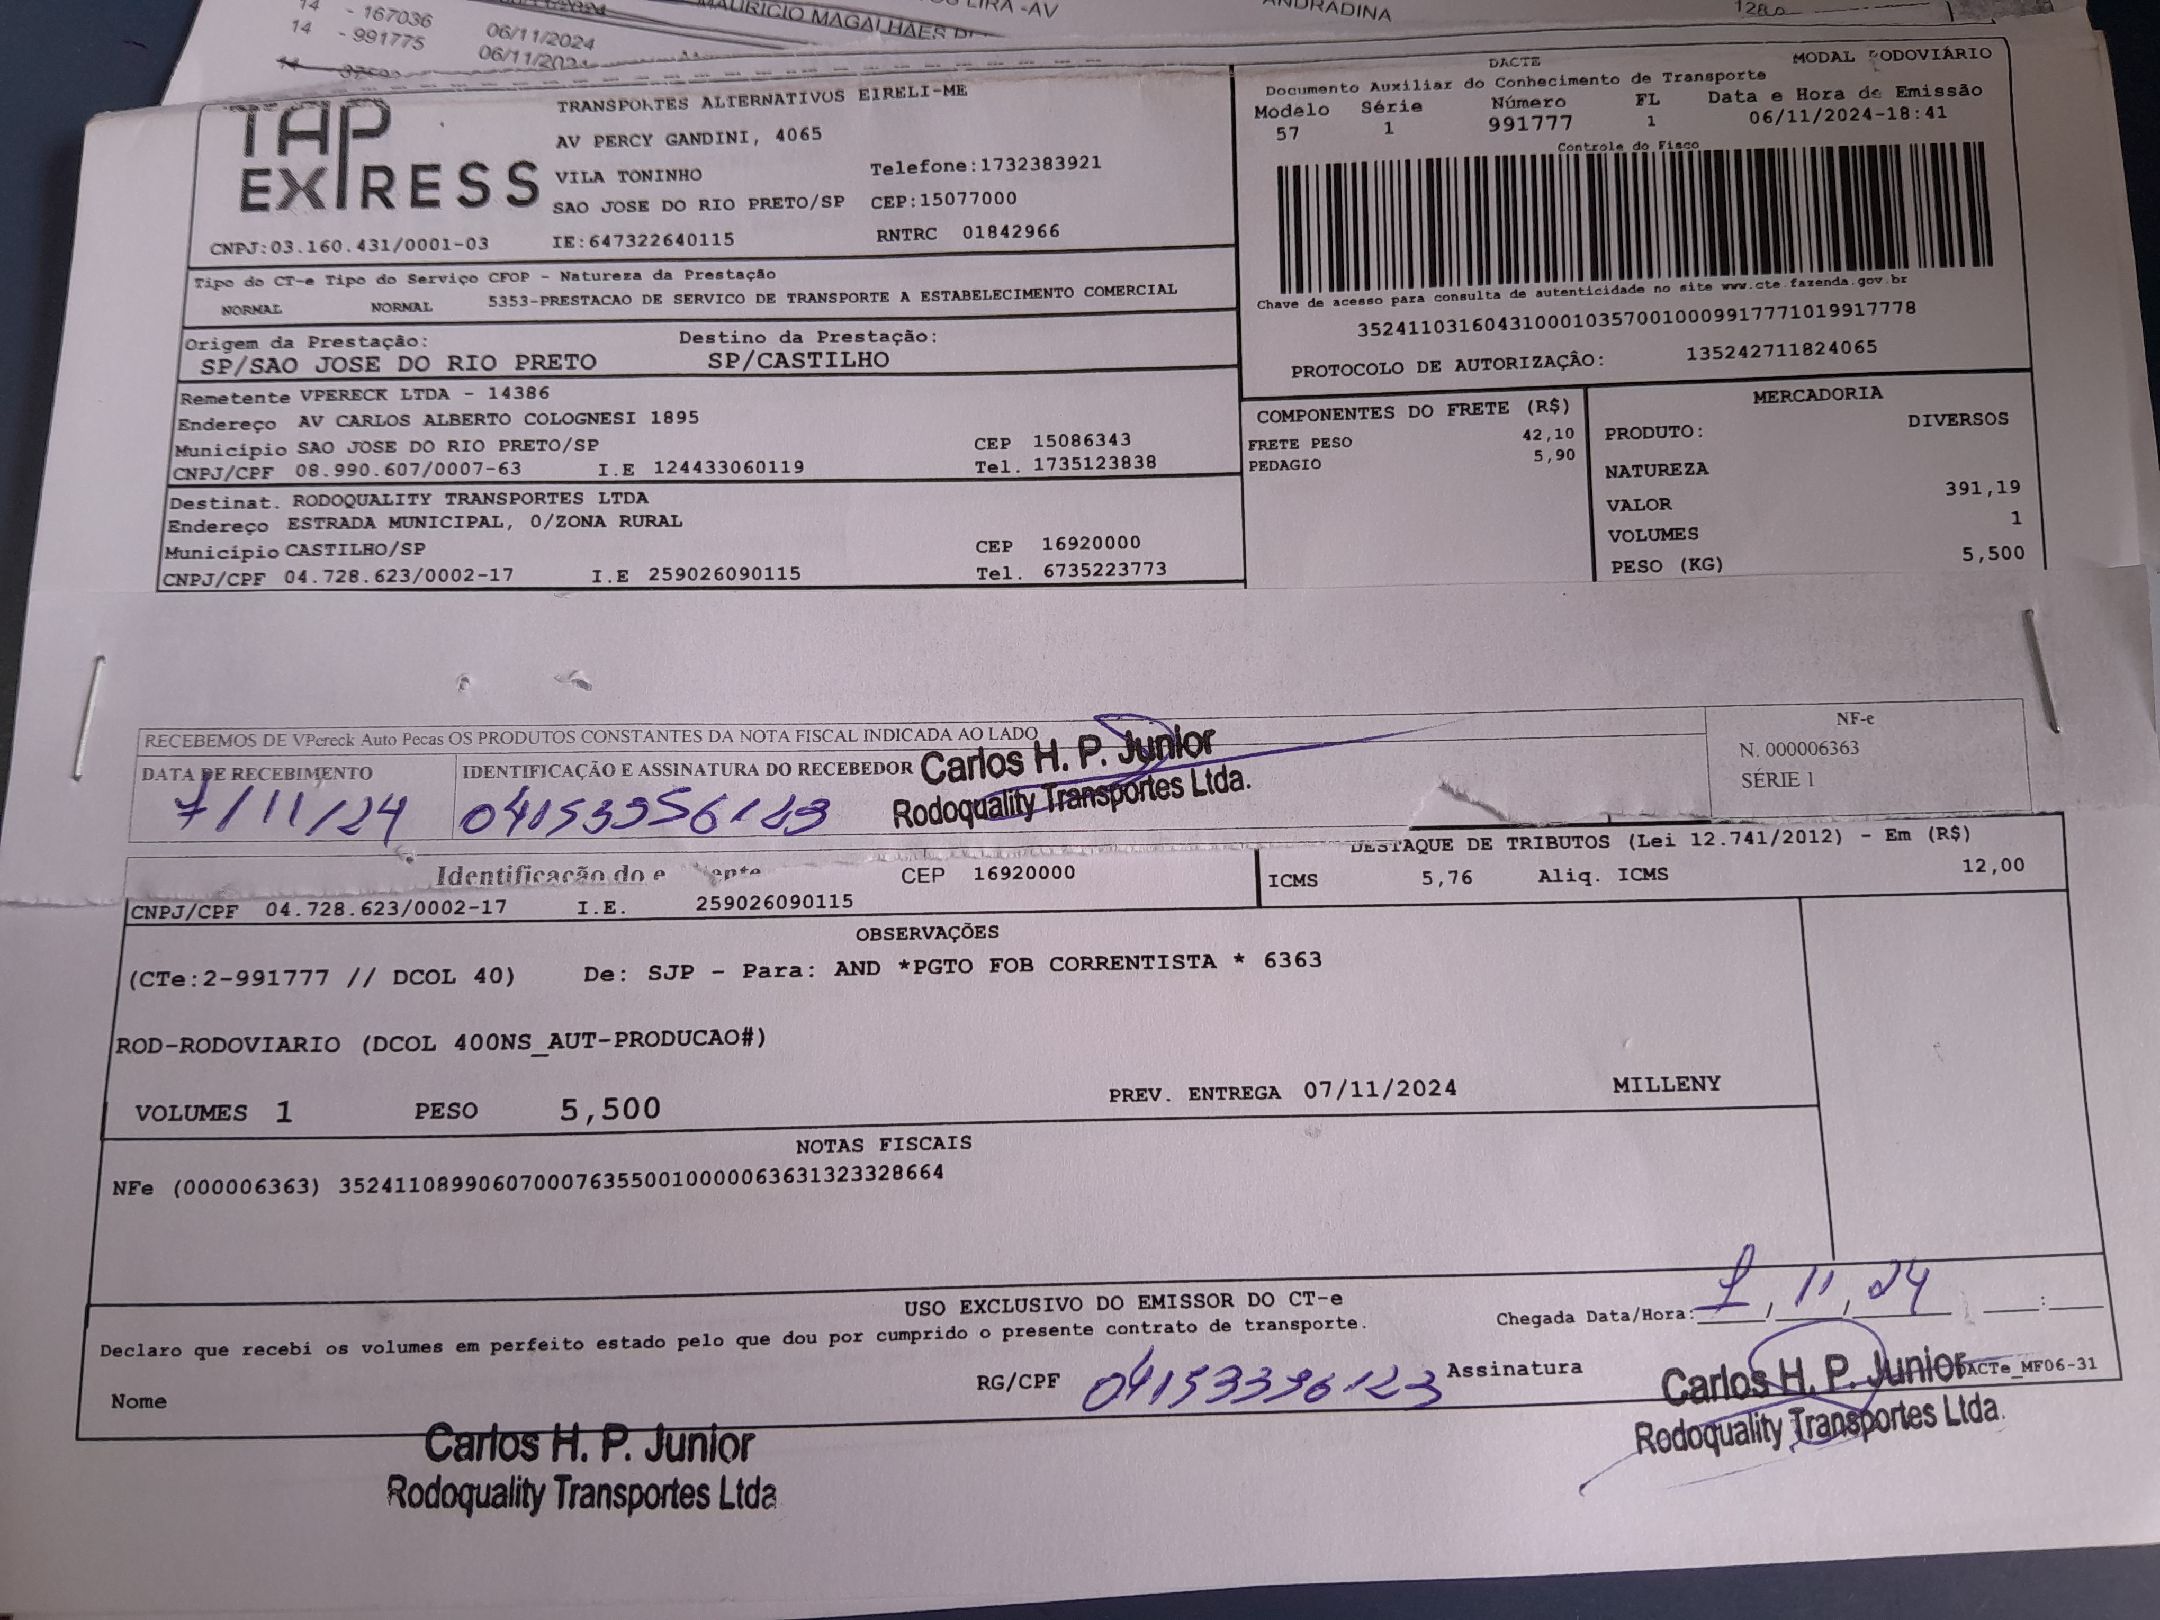 14 - 167036 06/11/2024 MAURICIO MAGALHAES LIRA -AV ANDRADINA
14 - 991775 06/11/2024
TAP EXPRESS
TRANSPORTES ALTERNATIVOS EIRELI-ME
AV PERCY GANDINI, 4065
VILA TONINHO Telefone:1732383921
SAO JOSE DO RIO PRETO/SP CEP:15077000
CNPJ:03.160.431/0001-03 IE:647322640115 RNTRC 01842966
DACTE MODAL RODOVIÁRIO
Documento Auxiliar do Conhecimento de Transporte
Modelo Série Número FL Data e Hora de Emissão
57 1 991777 1 06/11/2024-18:41
Controle do Fisco
Chave de acesso para consulta de autenticidade no site www.cte.fazenda.gov.br
35241103160431000103570010009917771019917778
PROTOCOLO DE AUTORIZAÇÂO: 135242711824065
Tipo do CT-e Tipo do Serviço CFOP - Natureza da Prestação
NORMAL NORMAL 5353-PRESTACAO DE SERVICO DE TRANSPORTE A ESTABELECIMENTO COMERCIAL
Origem da Prestação: Destino da Prestação:
SP/SAO JOSE DO RIO PRETO SP/CASTILHO
Remetente VPERECK LTDA - 14386
Endereço AV CARLOS ALBERTO COLOGNESI 1895
Município SAO JOSE DO RIO PRETO/SP CEP 15086343
CNPJ/CPF 08.990.607/0007-63 I.E 124433060119 Tel. 1735123838
Destinat. RODOQUALITY TRANSPORTES LTDA
Endereço ESTRADA MUNICIPAL, 0/ZONA RURAL
Município CASTILHO/SP CEP 16920000
CNPJ/CPF 04.728.623/0002-17 I.E 259026090115 Tel. 6735223773
COMPONENTES DO FRETE (R$)
FRETE PESO 42,10
PEDAGIO 5,90
MERCADORIA
PRODUTO: DIVERSOS
NATUREZA
VALOR 391,19
VOLUMES 1
PESO (KG) 5,500
RECEBEMOS DE VPereck Auto Pecas OS PRODUTOS CONSTANTES DA NOTA FISCAL INDICADA AO LADO
DATA DE RECEBIMENTO IDENTIFICAÇÃO E ASSINATURA DO RECEBEDOR
7/11/24 04153356123
Carlos H. P. Junior
Rodoquality Transportes Ltda.
NF-e
N. 000006363
SÉRIE 1
Identificação do e CEP 16920000
CNPJ/CPF 04.728.623/0002-17 I.E. 259026090115
DESTAQUE DE TRIBUTOS (Lei 12.741/2012) - Em (R$)
ICMS 5,76 Aliq. ICMS 12,00
OBSERVAÇÕES
(CTe:2-991777 // DCOL 40) De: SJP - Para: AND *PGTO FOB CORRENTISTA * 6363
ROD-RODOVIARIO (DCOL 400NS_AUT-PRODUCAO#)
VOLUMES 1 PESO 5,500 PREV. ENTREGA 07/11/2024 MILLENY
NOTAS FISCAIS
NFe (000006363) 35241108990607000763550010000063631323328664
USO EXCLUSIVO DO EMISSOR DO CT-e
Declaro que recebi os volumes em perfeito estado pelo que dou por cumprido o presente contrato de transporte.
Chegada Data/Hora: 7/11/24 __:__
Nome RG/CPF 04153396123 Assinatura
DACTe_MF06-31
Carlos H. P. Junior
Rodoquality Transportes Ltda
Carlos H. P. Junior
Rodoquality Transportes Ltda.